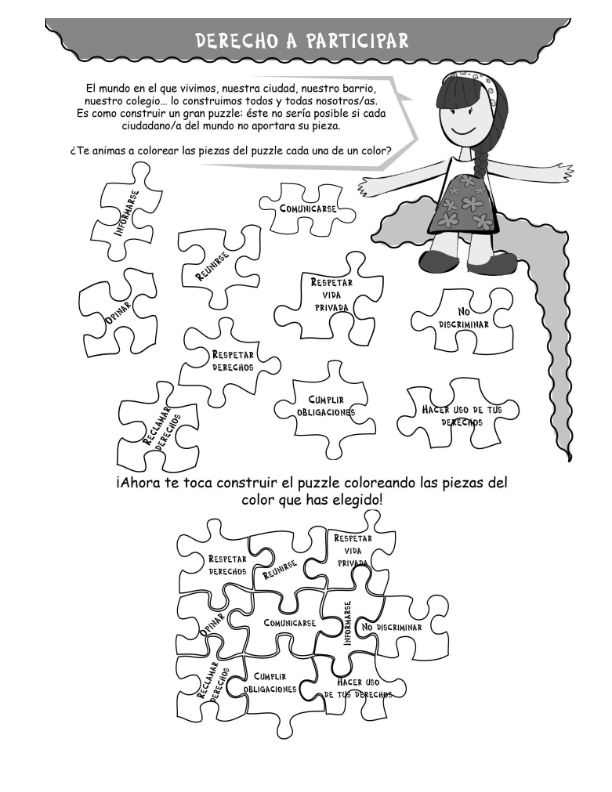 DERECHO A PARTICIPAR
El mundo en el que vivimos, nuestra ciudad, nuestro barrio,
nuestro colegio... lo construimos todos y todas nosotros/as.
Es como construir un gran puzzle: éste no sería posible si cada
ciudadano/a del mundo no aportara su pieza.
¿Te animas a colorear las piezas del puzzle cada una de un color?
INFORMARSE
COMUNICARSE
REUNIRSE
OPINAR
RESPETAR
VIDA
PRIVADA
NO
DISCRIMINAR
RESPETAR
DERECHOS
RECLAMAR
DERECHOS
CUMPLIR
OBLIGACIONES
HACER USO DE TUS
DERECHOS
¡Ahora te toca construir el puzzle coloreando las piezas del
color que has elegido!
RESPETAR
DERECHOS
REUNIRSE
RESPETAR
VIDA
PRIVADA
OPINAR
COMUNICARSE
INFORMARSE
NO DISCRIMINAR
RECLAMAR
DERECHOS
CUMPLIR
OBLIGACIONES
HACER USO
DE TUS DERECHOS